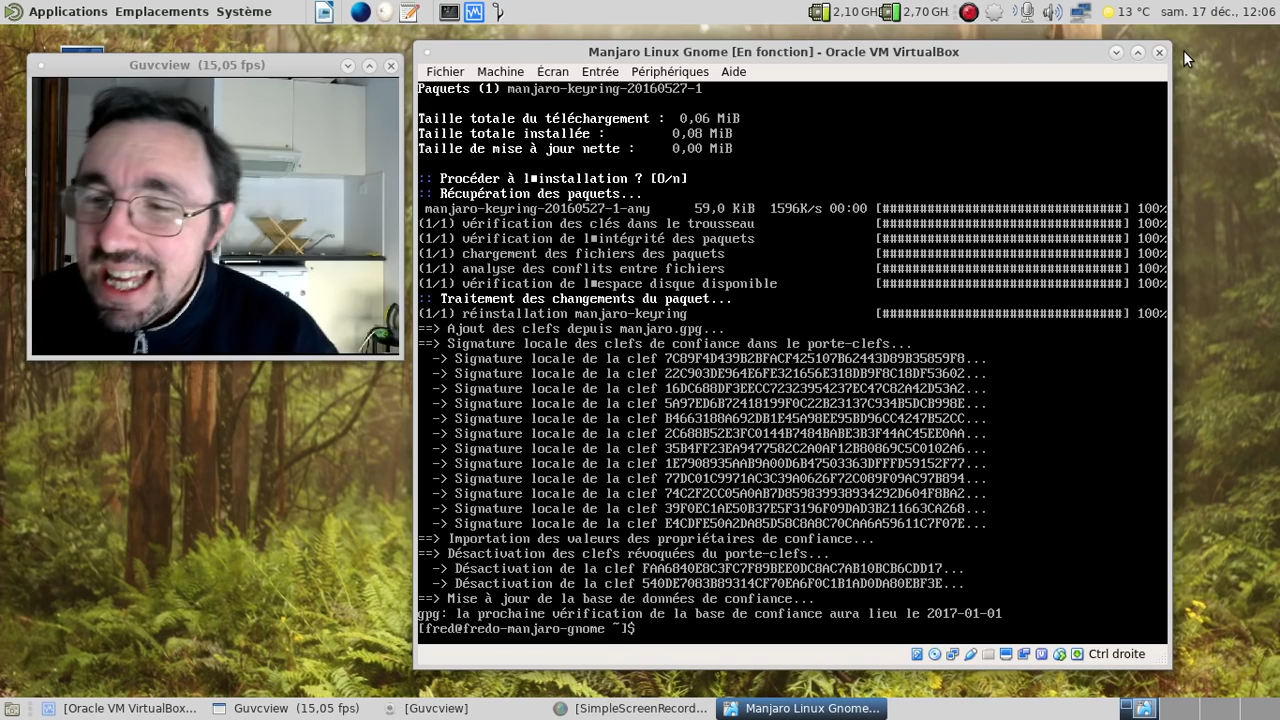 Applications Emplacements Système
2,10 GH
2,70 GH
13 °C
sam. 17 déc., 12:06
Guvcview (15,05 fps)
Manjaro Linux Gnome [En fonction] - Oracle VM VirtualBox
Fichier Machine Écran Entrée Périphériques Aide
Paquets (1) manjaro-keyring-20160527-1
Taille totale du téléchargement : 0,06 MiB
Taille totale installée : 0,08 MiB
Taille de mise à jour nette : 0,00 MiB
:: Procéder à l■installation ? [O/n]
:: Récupération des paquets...
manjaro-keyring-20160527-1-any 59,0 KiB 1596K/s 00:00 [################################] 100%
(1/1) vérification des clés dans le trousseau [################################] 100%
(1/1) vérification de l■intégrité des paquets [################################] 100%
(1/1) chargement des fichiers des paquets [################################] 100%
(1/1) analyse des conflits entre fichiers [################################] 100%
(1/1) vérification de l■espace disque disponible [################################] 100%
:: Traitement des changements du paquet...
(1/1) réinstallation manjaro-keyring [################################] 100%
==> Ajout des clefs depuis manjaro.gpg...
==> Signature locale des clefs de confiance dans le porte-clefs...
-> Signature locale de la clef 7C89F4D439B2BFACF425107B62443D89B35859F8...
-> Signature locale de la clef 22C903DE964E6FE321656E318DB9F8C18DF53602...
-> Signature locale de la clef 16DC688DF3EECC72323954237EC47C82A42D53A2...
-> Signature locale de la clef 5A97ED6B72418199F0C22B23137C934B5DCB998E...
-> Signature locale de la clef B4663188A692DB1E45A98EE95BD96CC4247B52CC...
-> Signature locale de la clef 2C688B52E3FC0144B7484BABE3B3F44AC45EE0AA...
-> Signature locale de la clef 35B4FF23EA9477582C2A0AF12B80869C5C0102A6...
-> Signature locale de la clef 1E7908935AAB9A00D6B47503363DFFFD59152F77...
-> Signature locale de la clef 77DC01C9971AC3C39A0626F72C089F09AC97B894...
-> Signature locale de la clef 74C2F2CC05A0AB7D859839938934292D604F8BA2...
-> Signature locale de la clef 39F0EC1AE50B37E5F3196F09DAD3B211663CA268...
-> Signature locale de la clef E4CDFE50A2DA85D58C8A8C70CAA6A59611C7F07E...
==> Importation des valeurs des propriétaires de confiance...
==> Désactivation des clefs révoquées du porte-clefs...
-> Désactivation de la clef FAA6840E8C3FC7F89BEE0DC8AC7AB10BCB6CDD17...
-> Désactivation de la clef 540DE7083B89314CF70EA6F0C1B1AD0DA80EBF3E...
==> Mise à jour de la base de données de confiance...
gpg: la prochaine vérification de la base de confiance aura lieu le 2017-01-01
[fred@fredo-manjaro-gnome ~]$
Ctrl droite
[Oracle VM VirtualBox...
Guvcview (15,05 fps)
[Guvcview]
[SimpleScreenRecord...
Manjaro Linux Gnome...